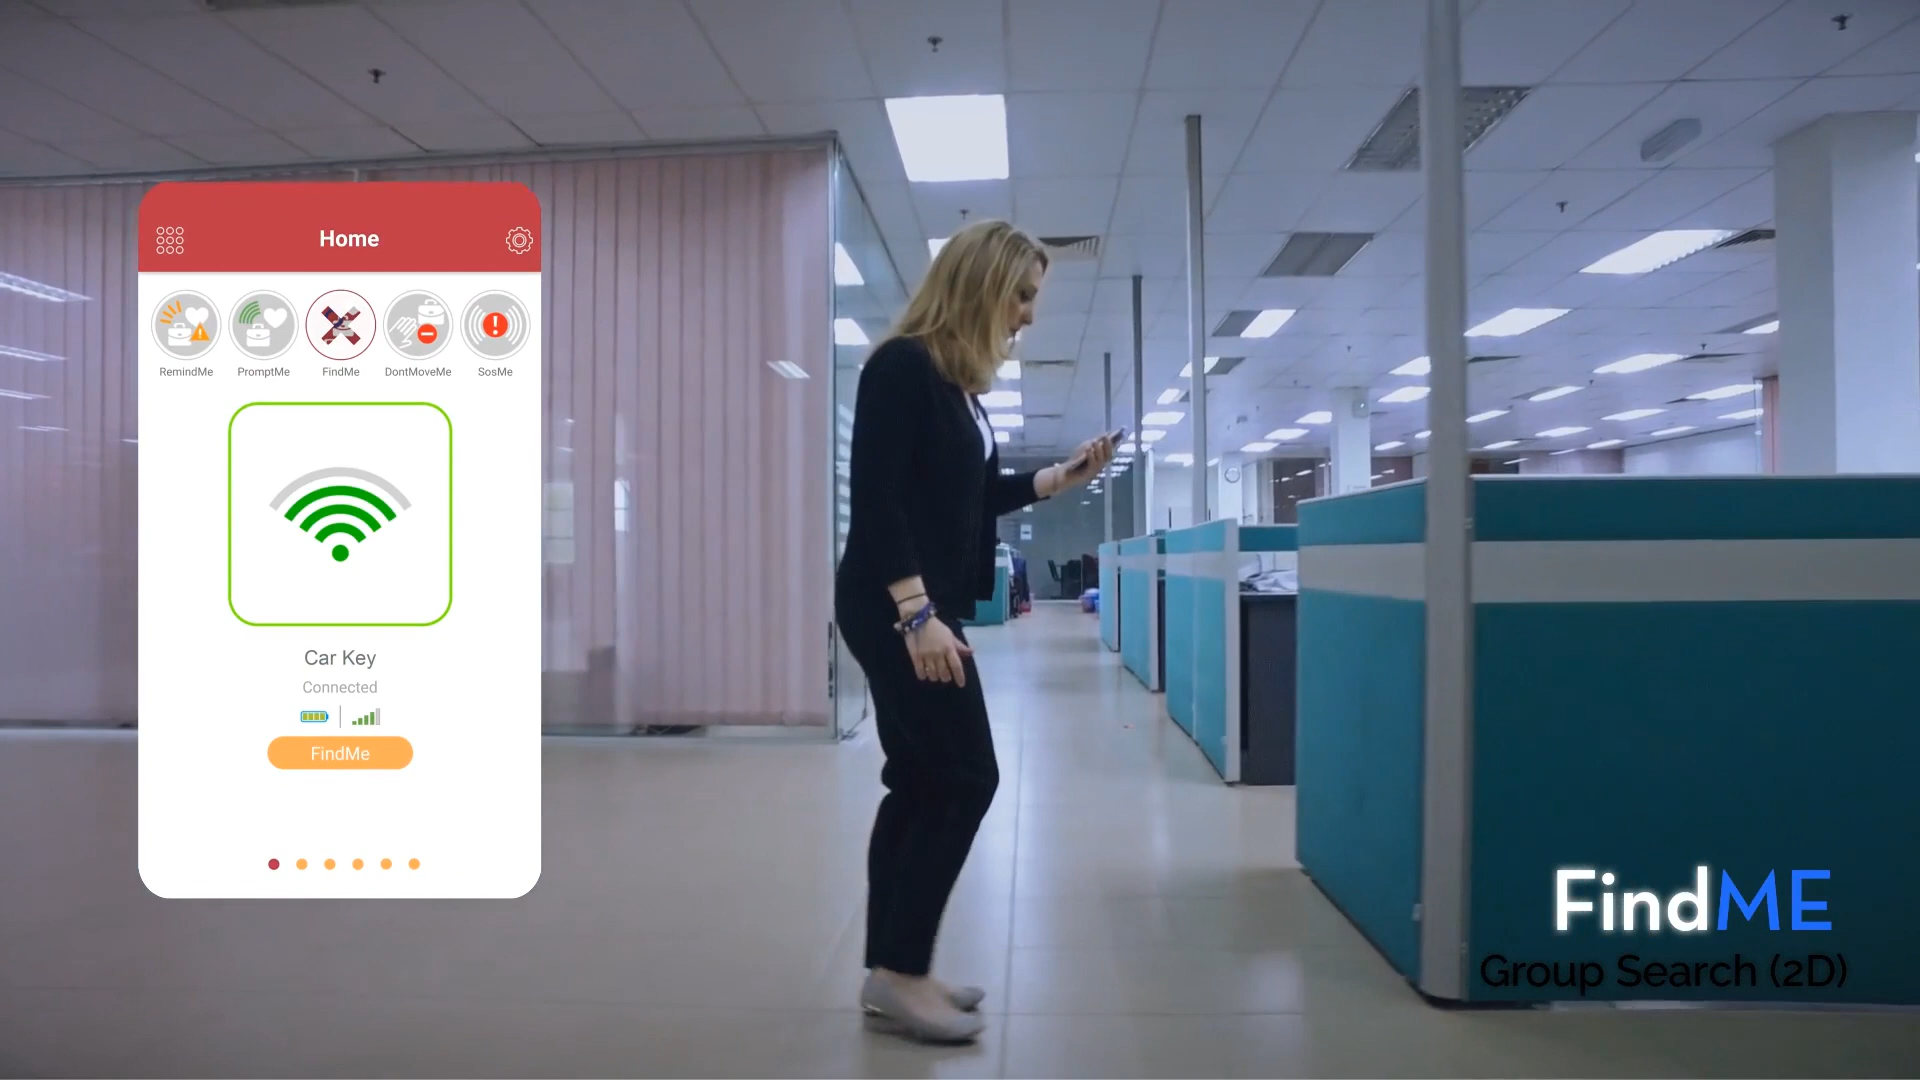 Home
RemindMe PromptMe FindMe DontMoveMe SosMe
Car Key
Connected
FindMe
FindME
Group Search (2D)